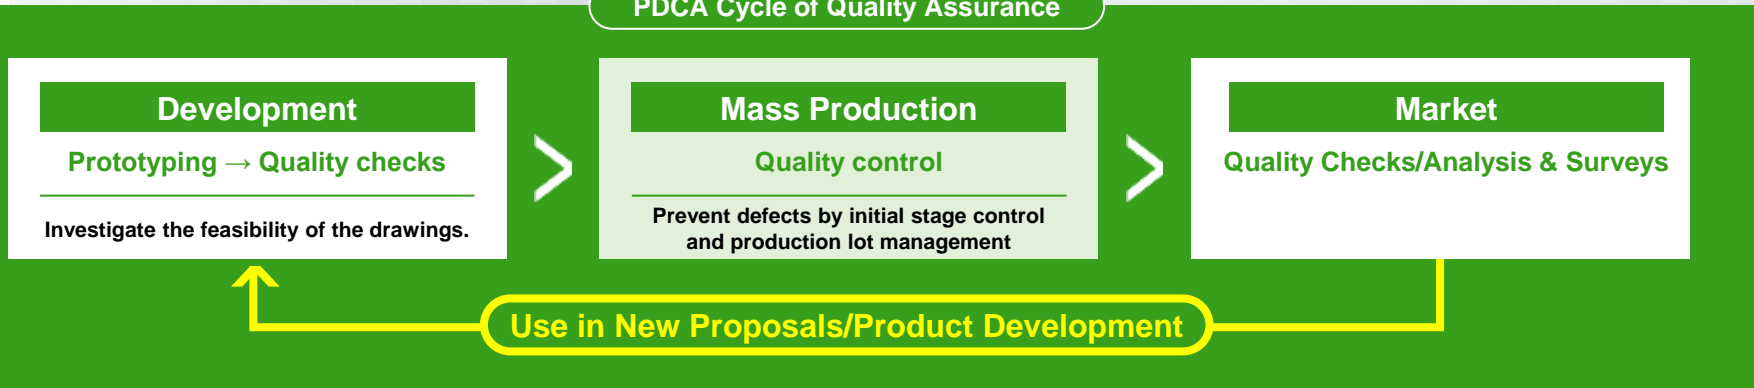 PDCA Cycle of Quality Assurance
Development
Prototyping → Quality checks
Investigate the feasibility of the drawings.
Mass Production
Quality control
Prevent defects by initial stage control
and production lot management
Market
Quality Checks/Analysis & Surveys
Use in New Proposals/Product Development